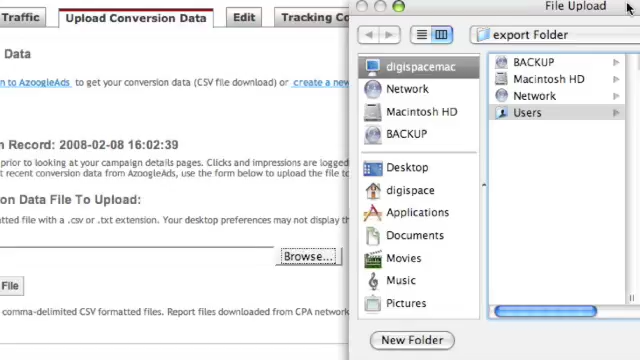 Traffic
Upload Conversion Data
Edit
Tracking Co
Data
n to AzoogleAds to get your conversion data (CSV file download) or create a new
n Record: 2008-02-08 16:02:39
prior to looking at your campaign details pages. Clicks and impressions are logged
t recent conversion data from AzoogleAds, use the form below to upload the file to
on Data File To Upload:
atted file with a .csv or .txt extension. Your desktop preferences may not display th
Browse...
File
comma-delimited CSV formatted files. Report files downloaded from CPA network
File Upload
export Folder
digispacemac
Network
Macintosh HD
BACKUP
Desktop
digispace
Applications
Documents
Movies
Music
Pictures
BACKUP
Macintosh HD
Network
Users
New Folder